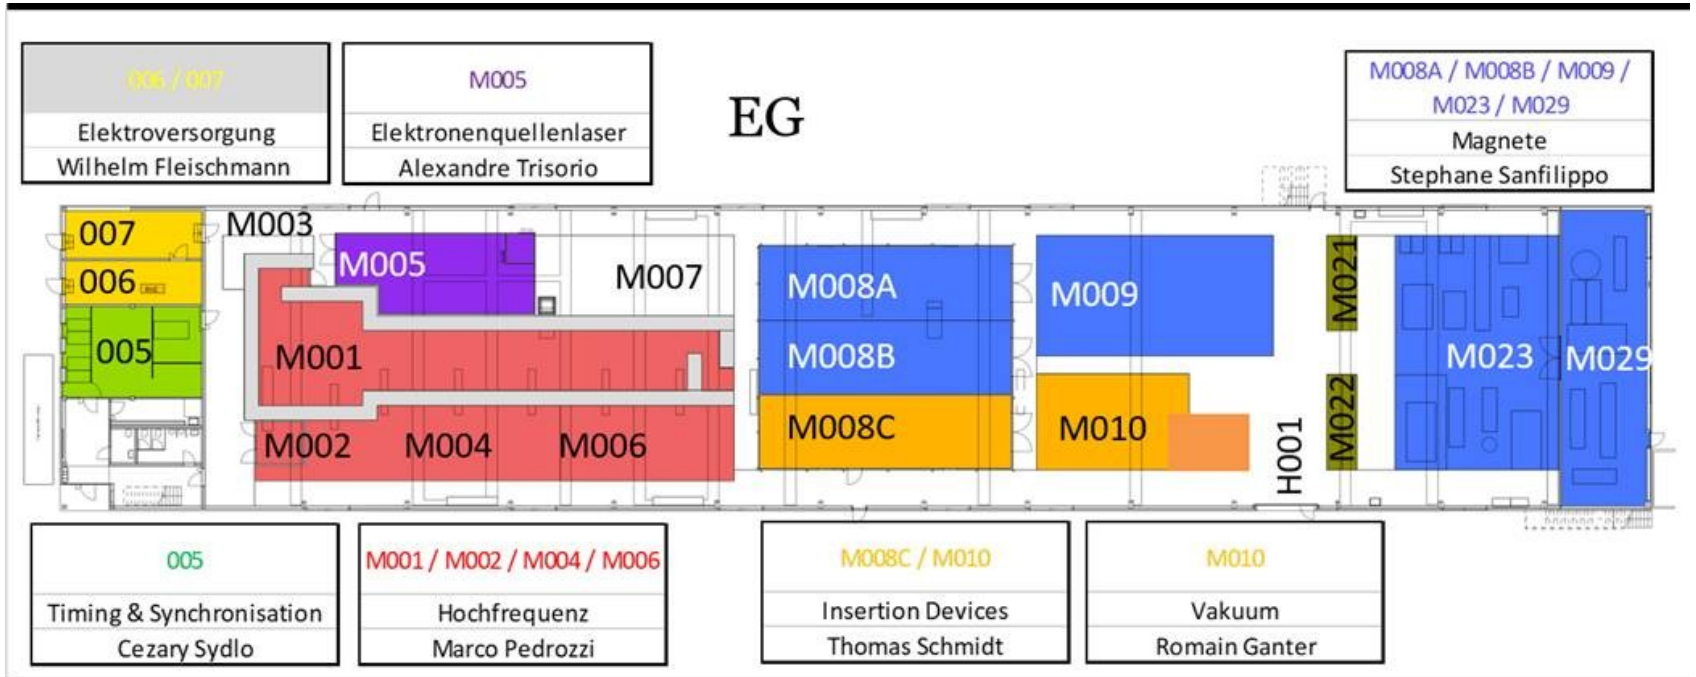 006 / 007
Elektroversorgung
Wilhelm Fleischmann
M005
Elektronenquellenlaser
Alexandre Trisorio
EG
M008A / M008B / M009 /
M023 / M029
Magnete
Stephane Sanfilippo
007
006
005
M003
M005
M007
M001
M002
M004
M006
M008A
M008B
M008C
M009
M010
H001
M021
M022
M023
M029
005
Timing & Synchronisation
Cezary Sydlo
M001 / M002 / M004 / M006
Hochfrequenz
Marco Pedrozzi
M008C / M010
Insertion Devices
Thomas Schmidt
M010
Vakuum
Romain Ganter